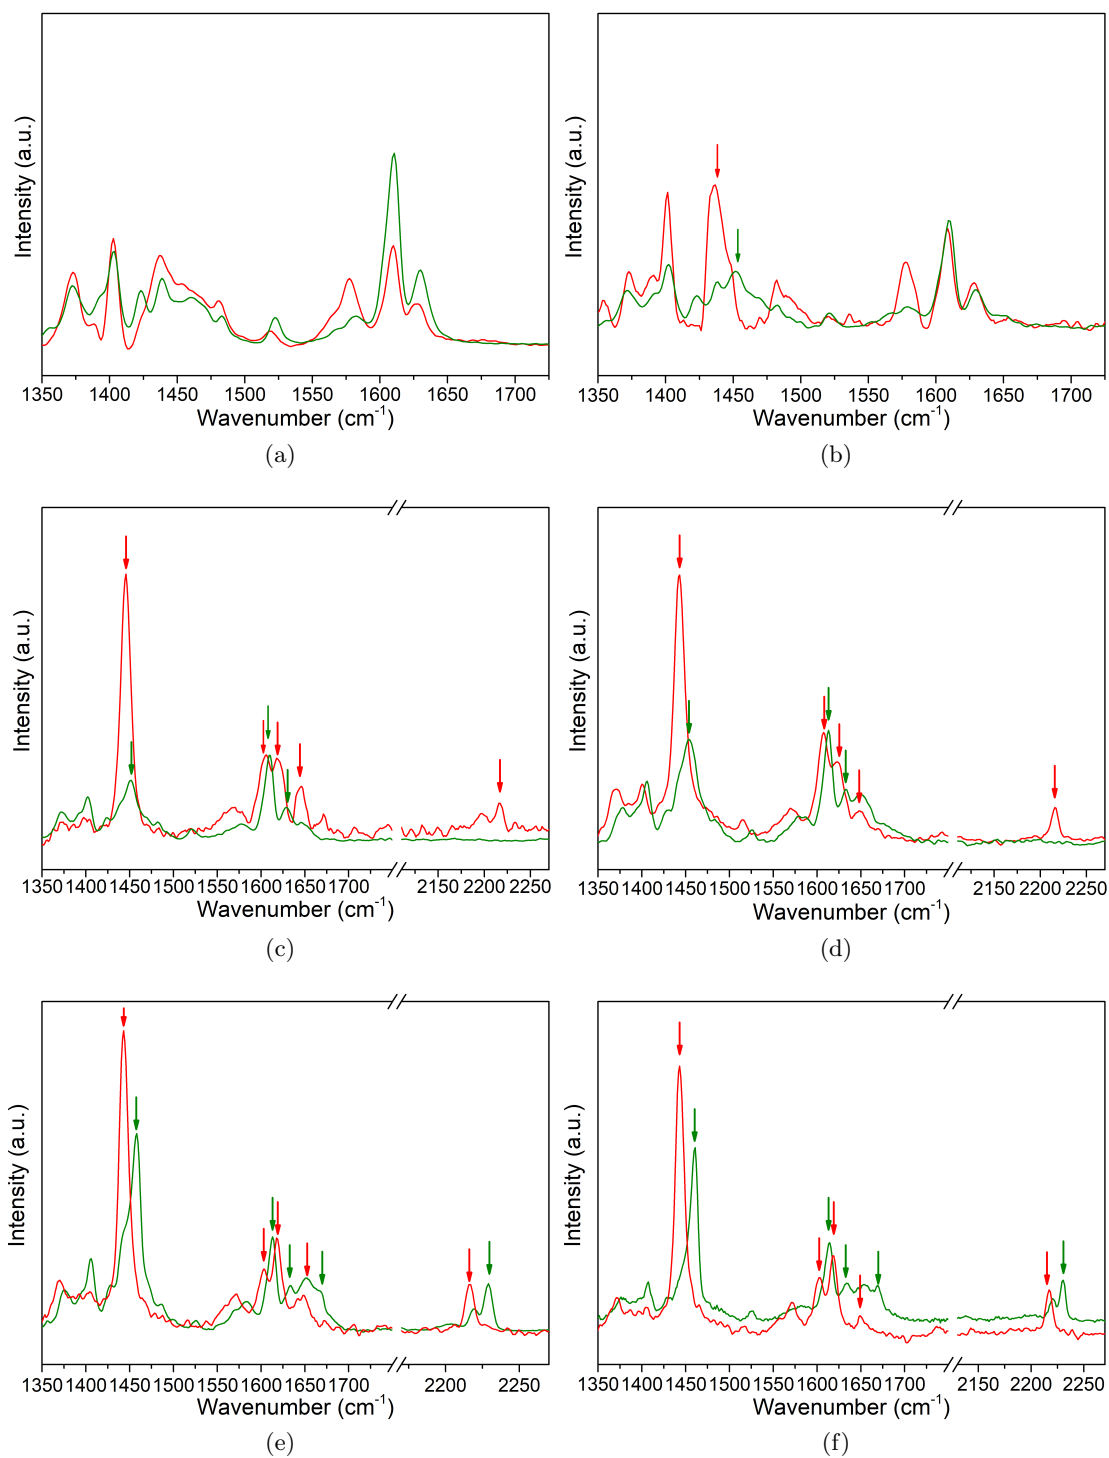 Intensity (a.u.)
1350 1400 1450 1500 1550 1600 1650 1700
Wavenumber (cm-1)
(a)
Intensity (a.u.)
1350 1400 1450 1500 1550 1600 1650 1700
Wavenumber (cm-1)
(b)
Intensity (a.u.)
1350 1400 1450 1500 1550 1600 1650 1700 2150 2200 2250
Wavenumber (cm-1)
(c)
Intensity (a.u.)
1350 1400 1450 1500 1550 1600 1650 1700 2150 2200 2250
Wavenumber (cm-1)
(d)
Intensity (a.u.)
1350 1400 1450 1500 1550 1600 1650 1700 2200 2250
Wavenumber (cm-1)
(e)
Intensity (a.u.)
1350 1400 1450 1500 1550 1600 1650 1700 2150 2200 2250
Wavenumber (cm-1)
(f)